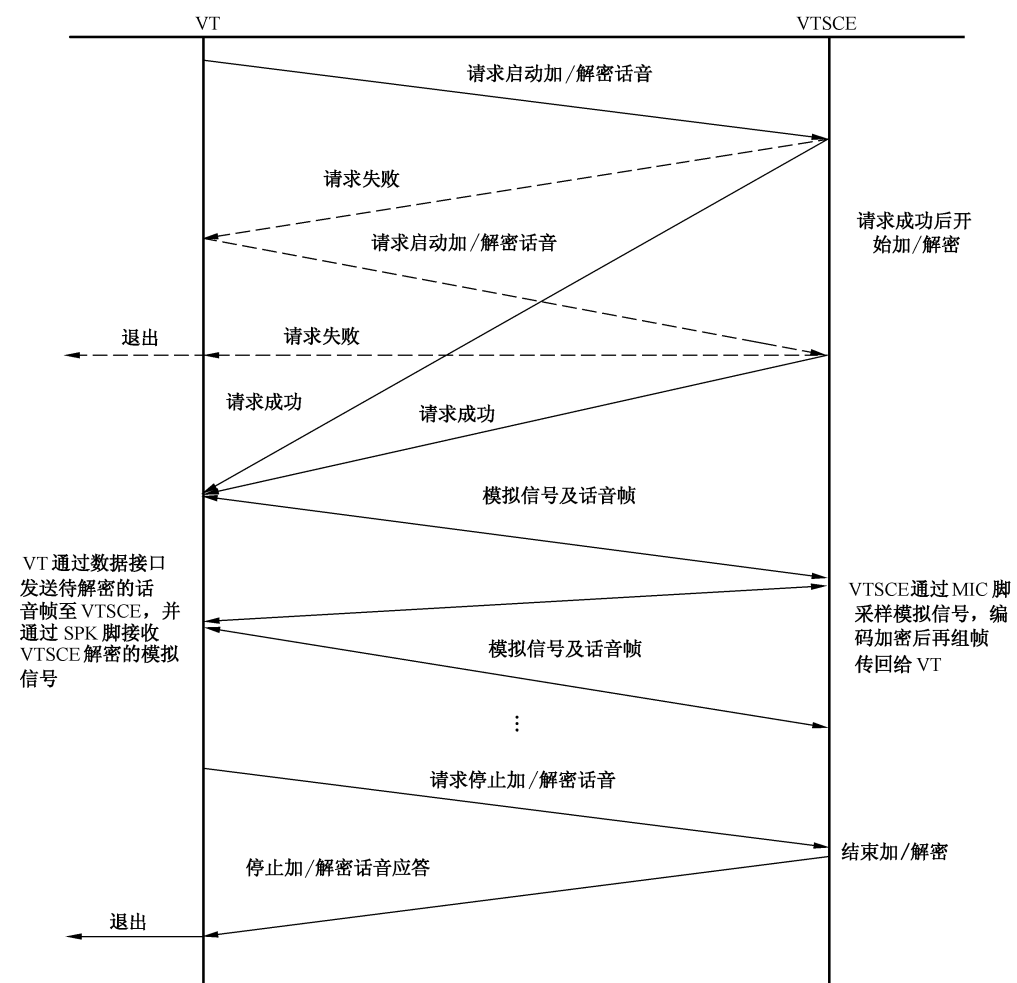 VT
VTSCE
请求启动加/解密话音
请求失败
请求启动加/解密话音
请求成功后开
始加/解密
退出
请求失败
请求成功
请求成功
模拟信号及话音帧
VT通过数据接口
发送待解密的话
音帧至VTSCE，并
通过SPK脚接收
VTSCE解密的模拟
信号
VTSCE通过MIC脚
采样模拟信号，编
码加密后再组帧
传回给VT
模拟信号及话音帧
⋮
请求停止加/解密话音
结束加/解密
停止加/解密话音应答
退出